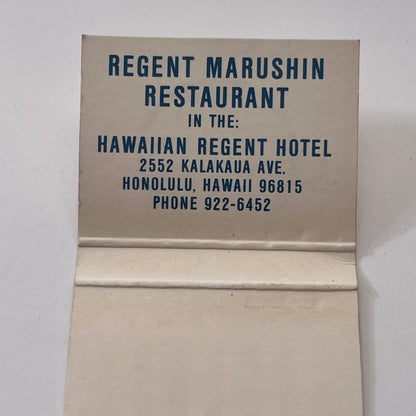 REGENT MARUSHIN
RESTAURANT
IN THE:
HAWAIIAN REGENT HOTEL
2552 KALAKAUA AVE.
HONOLULU, HAWAII 96815
PHONE 922-6452